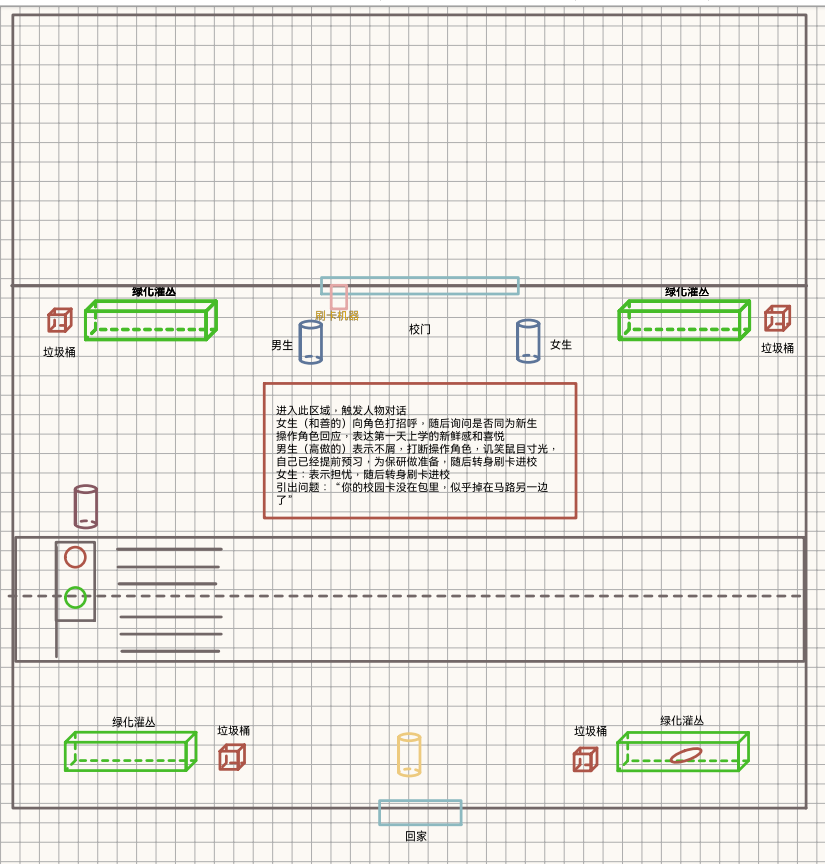 绿化灌丛
绿化灌丛
刷卡机器
校门
男生
女生
垃圾桶
垃圾桶
进入此区域，触发人物对话
女生（和善的）向角色打招呼，随后询问是否同为新生
操作角色回应，表达第一天上学的新鲜感和喜悦
男生（高傲的）表示不屑，打断操作角色，讥笑鼠目寸光，
自己已经提前预习，为保研做准备，随后转身刷卡进校
女生：表示担忧，随后转身刷卡进校
引出问题：“你的校园卡没在包里，似乎掉在马路另一边
了”
绿化灌丛
垃圾桶
垃圾桶
绿化灌丛
回家